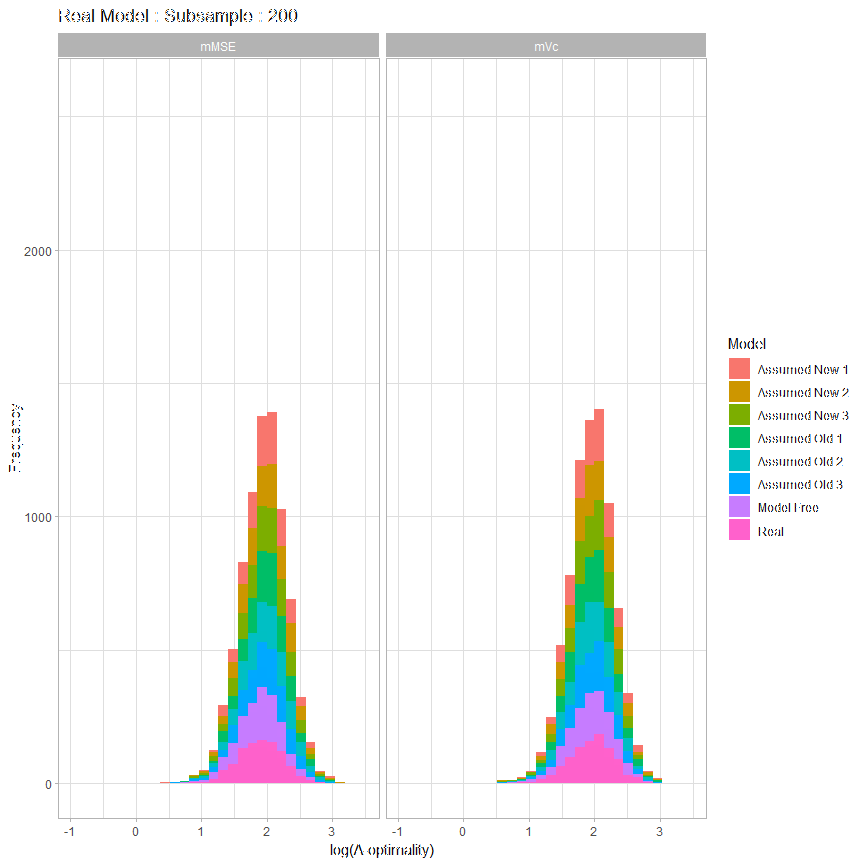 Real Model : Subsample : 200
mMSE
mVc
Frequency
2000
1000
0
-1 0 1 2 3
-1 0 1 2 3
log(A-optimality)
Model
Assumed New 1
Assumed New 2
Assumed New 3
Assumed Old 1
Assumed Old 2
Assumed Old 3
Model Free
Real